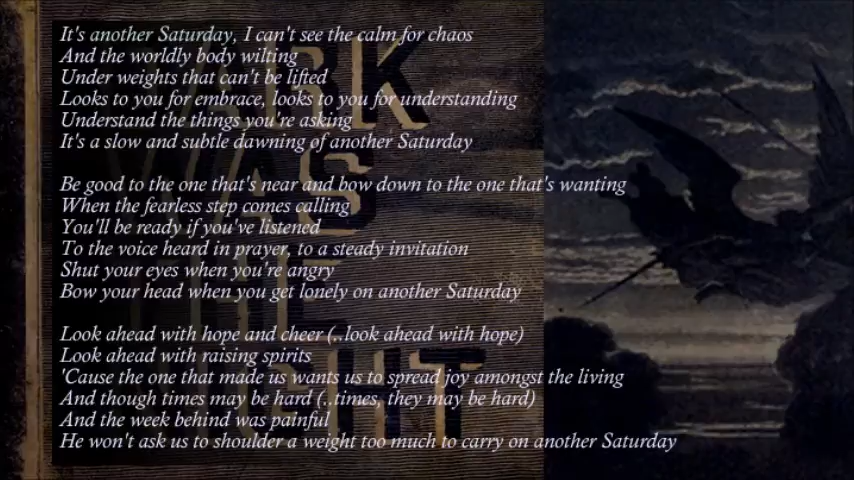 It's another Saturday, I can't see the calm for chaos
And the worldly body wilting
Under weights that can't be lifted
Looks to you for embrace, looks to you for understanding
Understand the things you're asking
It's a slow and subtle dawning of another Saturday
Be good to the one that's near and bow down to the one that's wanting
When the fearless step comes calling
You'll be ready if you've listened
To the voice heard in prayer, to a steady invitation
Shut your eyes when you're angry
Bow your head when you get lonely on another Saturday
Look ahead with hope and cheer (..look ahead with hope)
Look ahead with raising spirits
'Cause the one that made us wants us to spread joy amongst the living
And though times may be hard (..times, they may be hard)
And the week behind was painful
He won't ask us to shoulder a weight too much to carry on another Saturday
DARK
WAS
THE
NIGHT